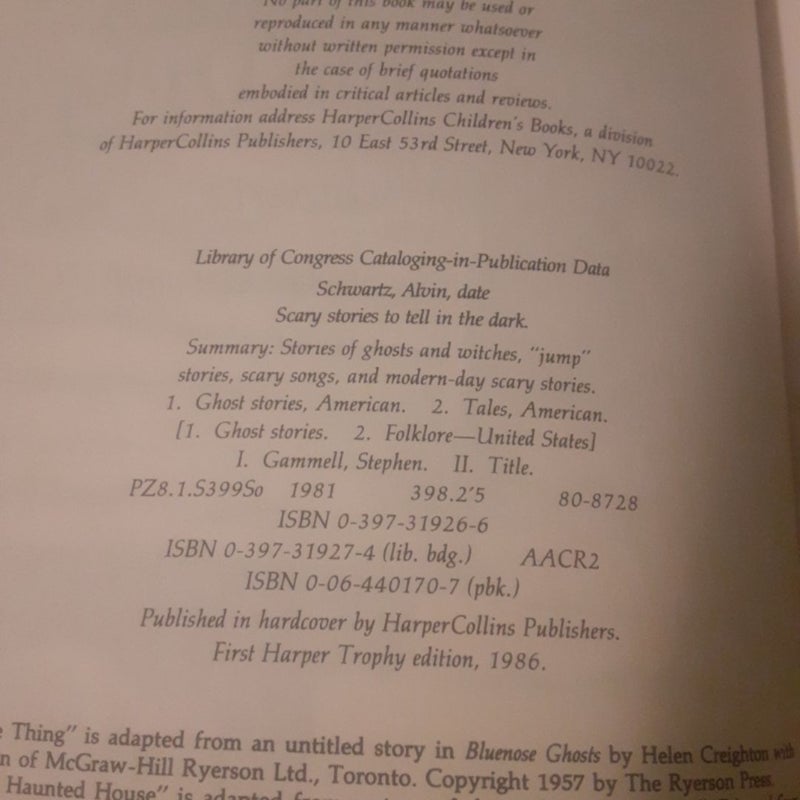 No part of this book may be used or
reproduced in any manner whatsoever
without written permission except in
the case of brief quotations
embodied in critical articles and reviews.
For information address HarperCollins Children's Books, a division
of HarperCollins Publishers, 10 East 53rd Street, New York, NY 10022.
Library of Congress Cataloging-in-Publication Data
Schwartz, Alvin, date
Scary stories to tell in the dark.
Summary: Stories of ghosts and witches, "jump"
stories, scary songs, and modern-day scary stories.
1. Ghost stories, American. 2. Tales, American.
[1. Ghost stories. 2. Folklore—United States]
I. Gammell, Stephen. II. Title.
PZ8.1.S399So 1981 398.2'5 80-8728
ISBN 0-397-31926-6
ISBN 0-397-31927-4 (lib. bdg.) AACR2
ISBN 0-06-440170-7 (pbk.)
Published in hardcover by HarperCollins Publishers.
First Harper Trophy edition, 1986.
Thing" is adapted from an untitled story in Bluenose Ghosts by Helen Creighton with
n of McGraw-Hill Ryerson Ltd., Toronto. Copyright 1957 by The Ryerson Press.
Haunted House" is adapted